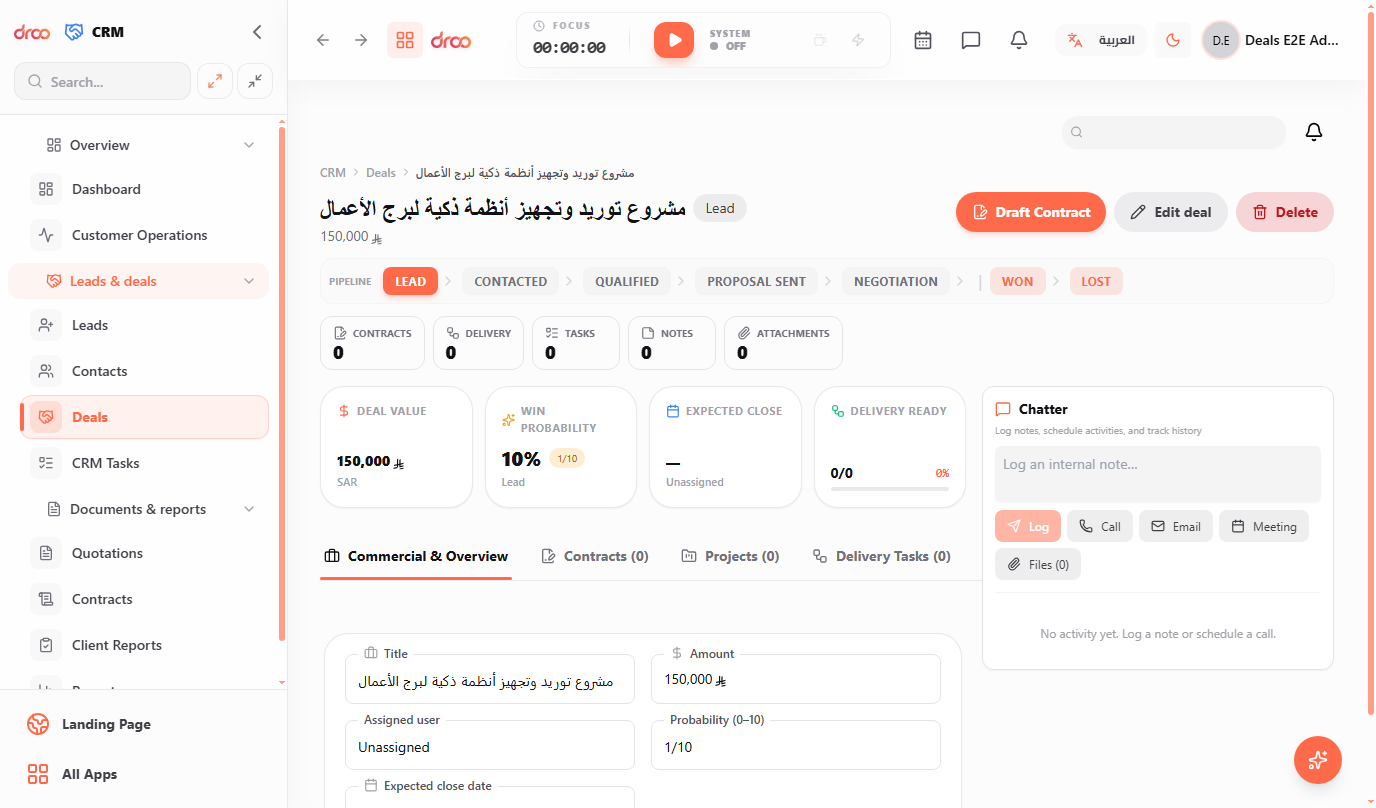 droo CRM
Search...
Overview
Dashboard
Customer Operations
Leads & deals
Leads
Contacts
Deals
CRM Tasks
Documents & reports
Quotations
Contracts
Client Reports
Landing Page
All Apps
droo
FOCUS
00:00:00
SYSTEM
OFF
العربية
D.E
Deals E2E Ad...
CRM > Deals > مشروع توريد وتجهيز أنظمة ذكية لبرج الأعمال
مشروع توريد وتجهيز أنظمة ذكية لبرج الأعمال
Lead
150,000
Draft Contract
Edit deal
Delete
PIPELINE LEAD CONTACTED QUALIFIED PROPOSAL SENT NEGOTIATION | WON LOST
CONTRACTS
0
DELIVERY
0
TASKS
0
NOTES
0
ATTACHMENTS
0
DEAL VALUE
150,000
SAR
WIN
PROBABILITY
10% 1/10
Lead
EXPECTED CLOSE
—
Unassigned
DELIVERY READY
0/0 0%
Commercial & Overview
Contracts (0)
Projects (0)
Delivery Tasks (0)
Title
مشروع توريد وتجهيز أنظمة ذكية لبرج الأعمال
Amount
150,000
Assigned user
Unassigned
Probability (0–10)
1/10
Expected close date
Chatter
Log notes, schedule activities, and track history
Log an internal note...
Log
Call
Email
Meeting
Files (0)
No activity yet. Log a note or schedule a call.